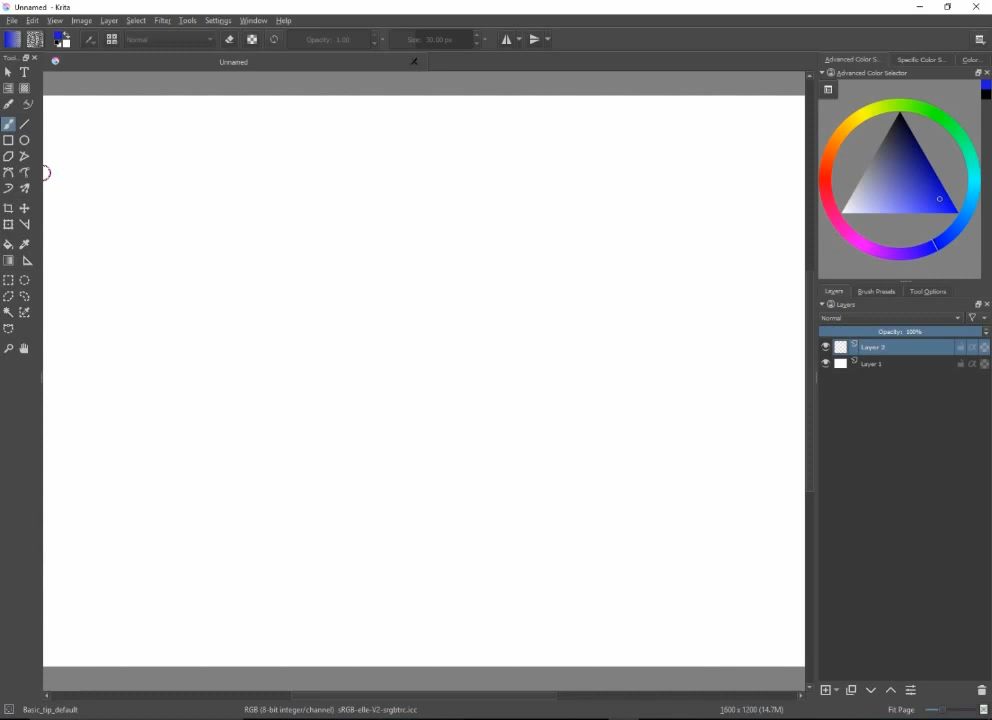 Unnamed - Krita
File Edit View Image Layer Select Filter Tools Settings Window Help
Normal Opacity: 1.00 Size: 30.00 px
Tool... Unnamed Advanced Color S... Specific Color S... Color...
Advanced Color Selector
Layers Brush Presets Tool Options
Layers
Normal
Opacity: 100%
Layer 2
Layer 1
Basic_tip_default RGB (8-bit integer/channel) sRGB-elle-V2-srgbtrc.icc 1600 x 1200 (14.7M) Fit Page